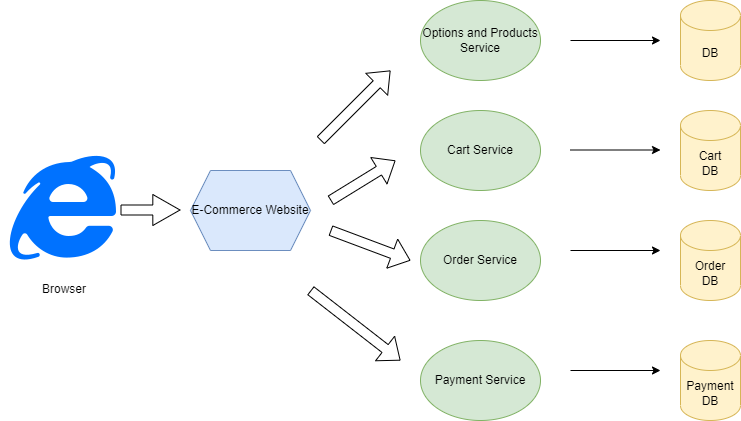 Options and Products
Service
DB
Cart Service
Cart
DB
E-Commerce Website
Order Service
Order
DB
Browser
Payment Service
Payment
DB